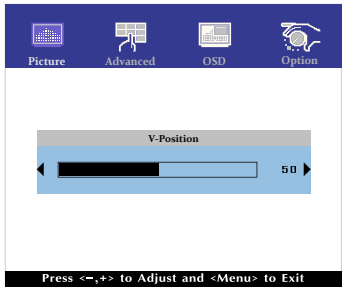 Picture Advanced OSD Option
V-Position
50
Press <−,+> to Adjust and <Menu> to Exit